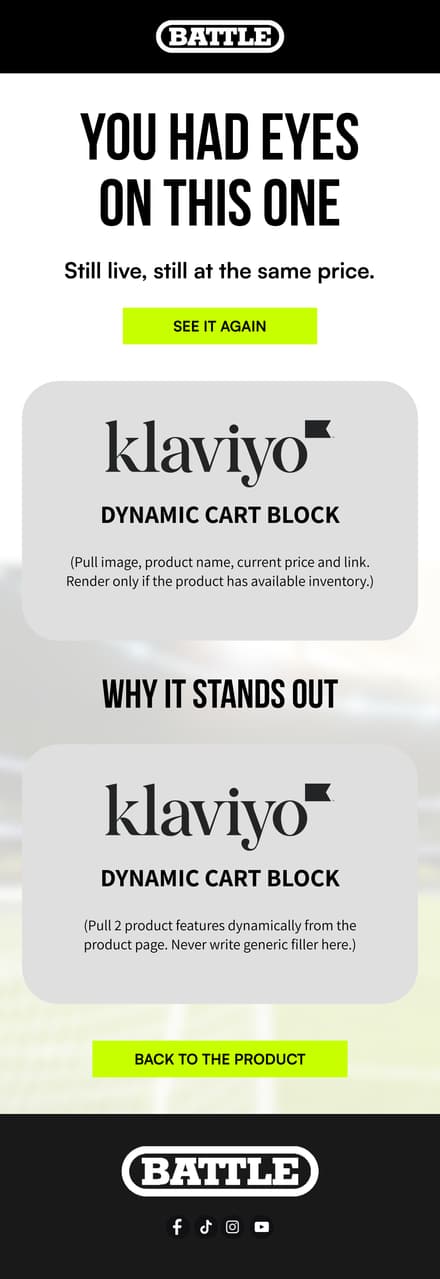 BATTLE
YOU HAD EYES
ON THIS ONE
Still live, still at the same price.
SEE IT AGAIN
klaviyo
DYNAMIC CART BLOCK
(Pull image, product name, current price and link.
Render only if the product has available inventory.)
WHY IT STANDS OUT
klaviyo
DYNAMIC CART BLOCK
(Pull 2 product features dynamically from the
product page. Never write generic filler here.)
BACK TO THE PRODUCT
BATTLE